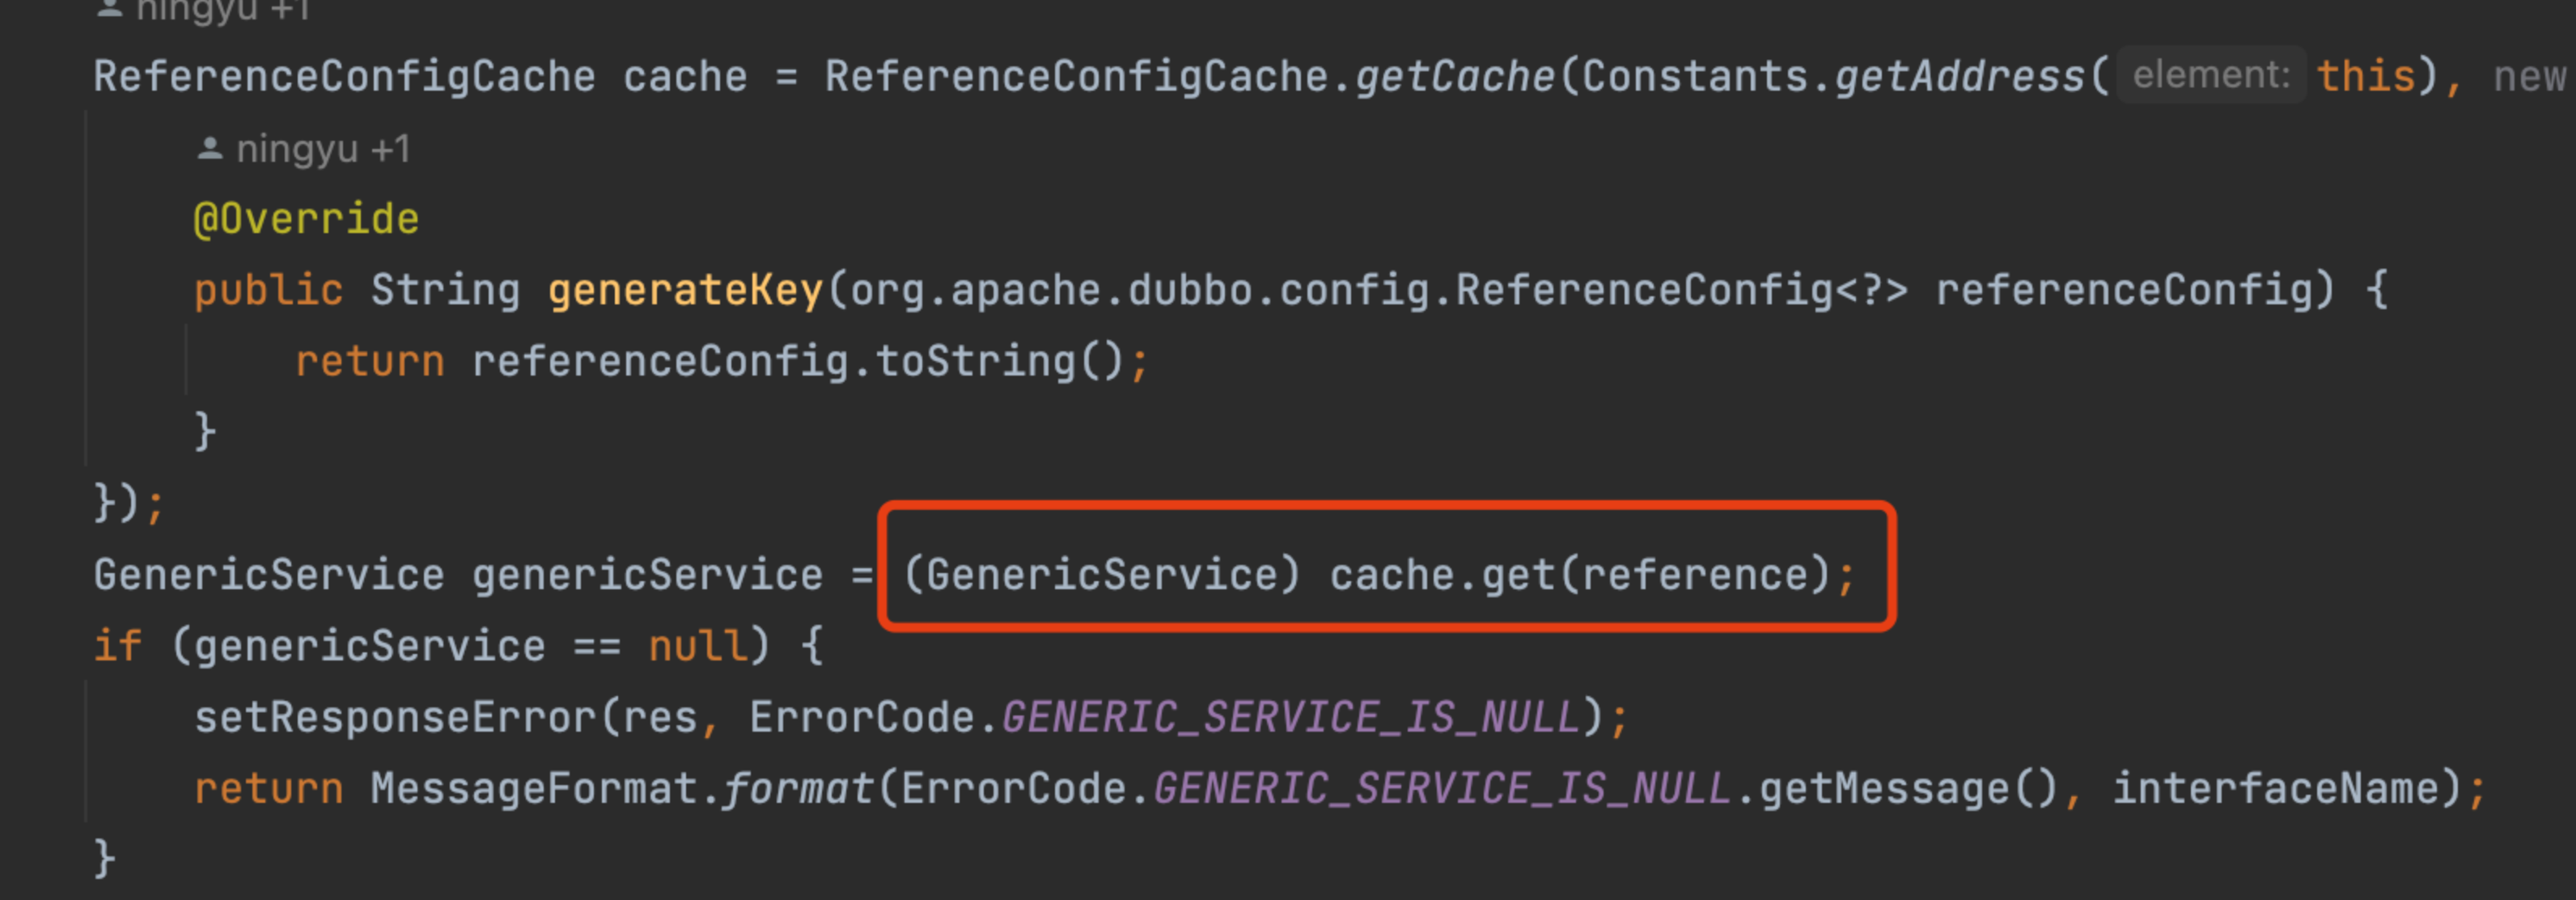 ningyu +1
ReferenceConfigCache cache = ReferenceConfigCache.getCache(Constants.getAddress( element: this), new
ningyu +1
@Override
public String generateKey(org.apache.dubbo.config.ReferenceConfig<?> referenceConfig) {
return referenceConfig.toString();
}
});
GenericService genericService = (GenericService) cache.get(reference);
if (genericService == null) {
setResponseError(res, ErrorCode.GENERIC_SERVICE_IS_NULL);
return MessageFormat.format(ErrorCode.GENERIC_SERVICE_IS_NULL.getMessage(), interfaceName);
}